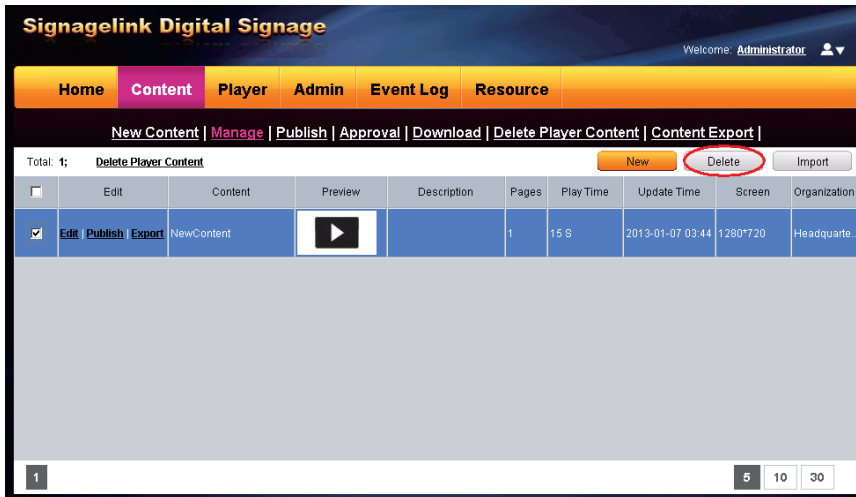 Signagelink Digital Signage
Welcome: Administrator
Home Content Player Admin Event Log Resource
New Content | Manage | Publish | Approval | Download | Delete Player Content | Content Export |
Total: 1; Delete Player Content New Delete Import
Edit Content Preview Description Pages Play Time Update Time Screen Organization
Edit | Publish | Export NewContent 1 15 S 2013-01-07 03:44 1280*720 Headquarte..
1 5 10 30